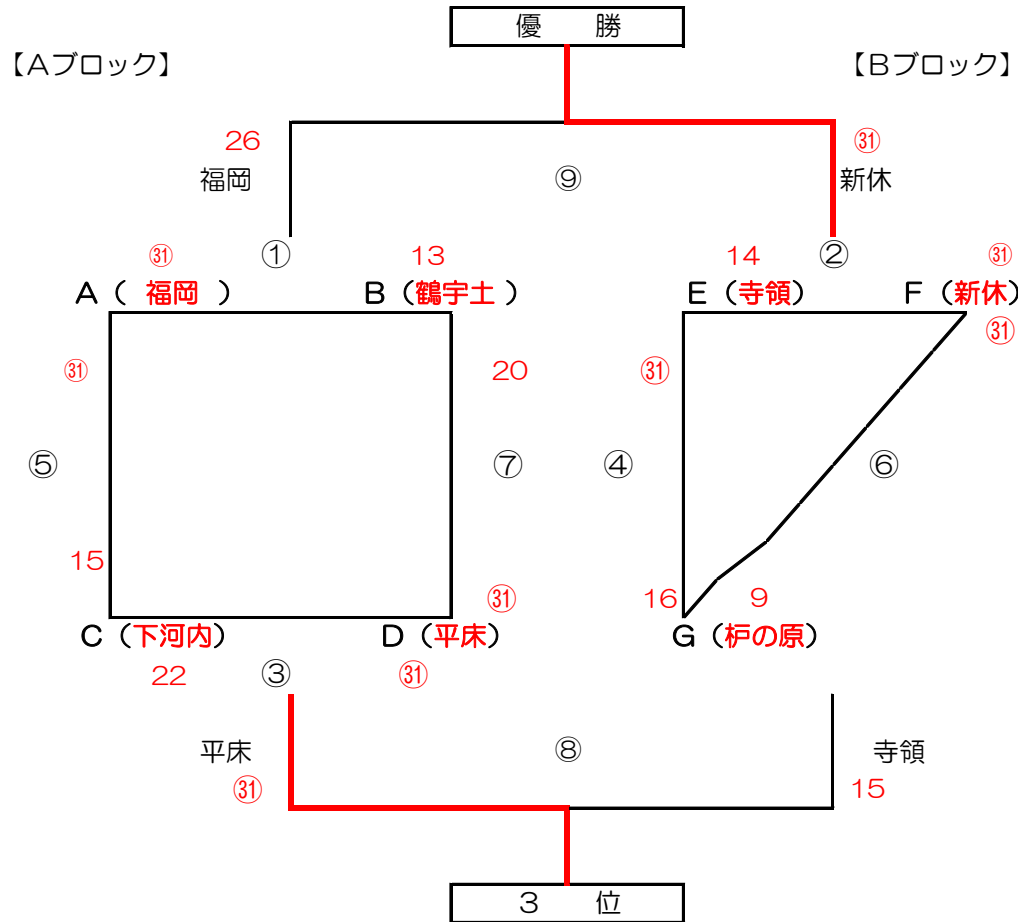 優 勝
【Aブロック】 【Bブロック】
26 ㉛
福岡 ⑨ 新休
㉛ ① 13 14 ② ㉛
A ( 福岡 ) B (鶴宇土 ) E (寺領) F (新休)
㉛ 20 ㉛ ㉛
⑤ ⑦ ④ ⑥
15 ㉛ 16 9
C (下河内) D (平床) G (枦の原)
22 ③ ㉛
平床 ⑧ 寺領
㉛ 15
3 位